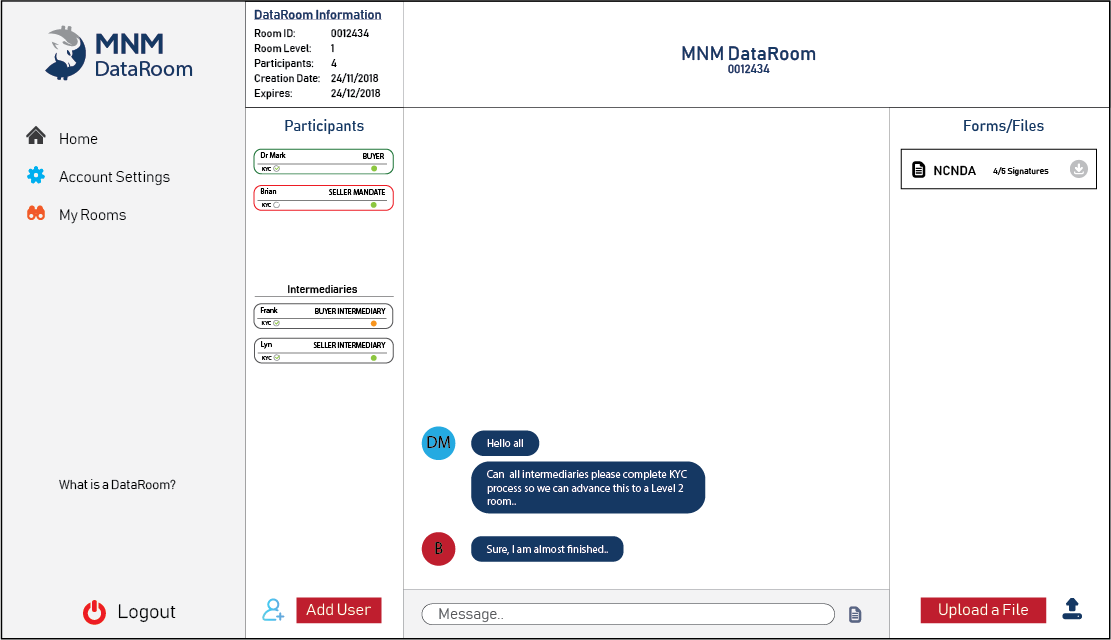 MNM
DataRoom
Home
Account Settings
My Rooms
What is a DataRoom?
Logout
DataRoom Information
Room ID: 0012434
Room Level: 1
Participants: 4
Creation Date: 24/11/2018
Expires: 24/12/2018
Participants
Dr Mark BUYER
KYC
Brian SELLER MANDATE
KYC
Intermediaries
Frank BUYER INTERMEDIARY
KYC
Lyn SELLER INTERMEDIARY
KYC
Add User
MNM DataRoom
0012434
DM
Hello all
Can all intermediaries please complete KYC
process so we can advance this to a Level 2
room..
B
Sure, I am almost finished..
Message..
Forms/Files
NCNDA 4/5 Signatures
Upload a File